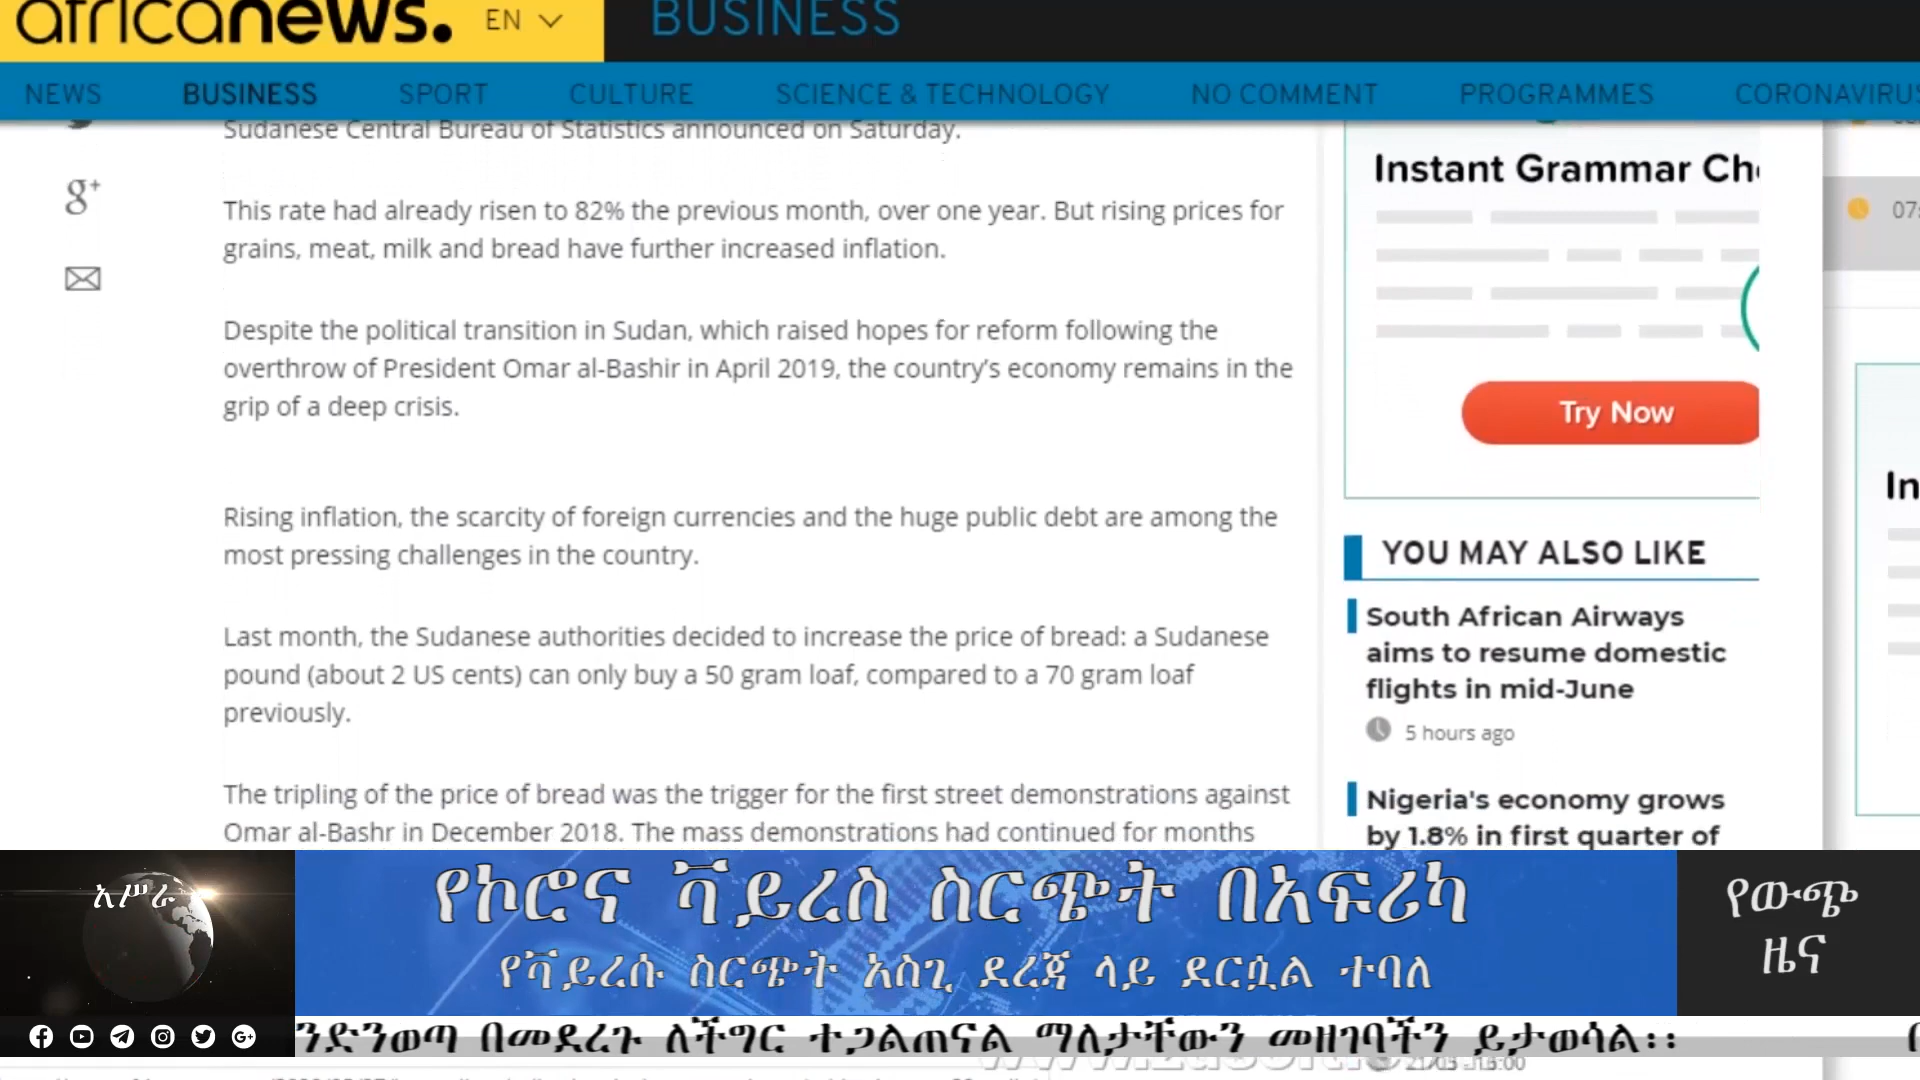 africanews. EN BUSINESS
NEWS BUSINESS SPORT CULTURE SCIENCE & TECHNOLOGY NO COMMENT PROGRAMMES CORONAVIRUS
Sudanese Central Bureau of Statistics announced on Saturday.
This rate had already risen to 82% the previous month, over one year. But rising prices for
grains, meat, milk and bread have further increased inflation.
Despite the political transition in Sudan, which raised hopes for reform following the
overthrow of President Omar al-Bashir in April 2019, the country's economy remains in the
grip of a deep crisis.
Rising inflation, the scarcity of foreign currencies and the huge public debt are among the
most pressing challenges in the country.
Last month, the Sudanese authorities decided to increase the price of bread: a Sudanese
pound (about 2 US cents) can only buy a 50 gram loaf, compared to a 70 gram loaf
previously.
The tripling of the price of bread was the trigger for the first street demonstrations against
Omar al-Bashr in December 2018. The mass demonstrations had continued for months
Instant Grammar Ch
Try Now
YOU MAY ALSO LIKE
South African Airways
aims to resume domestic
flights in mid-June
5 hours ago
Nigeria's economy grows
by 1.8% in first quarter of
07:
In
አሥራ
የኮሮና ቫይረስ ስርጭት በአፍሪካ
የቫይረሱ ስርጭት አስጊ ደረጃ ላይ ደርሷል ተባለ
የውጭ
ዜና
ንድንወጣ በመደረጉ ለችግር ተጋልጠናል ማለታቸውን መዘገባችን ይታወሳል፡፡